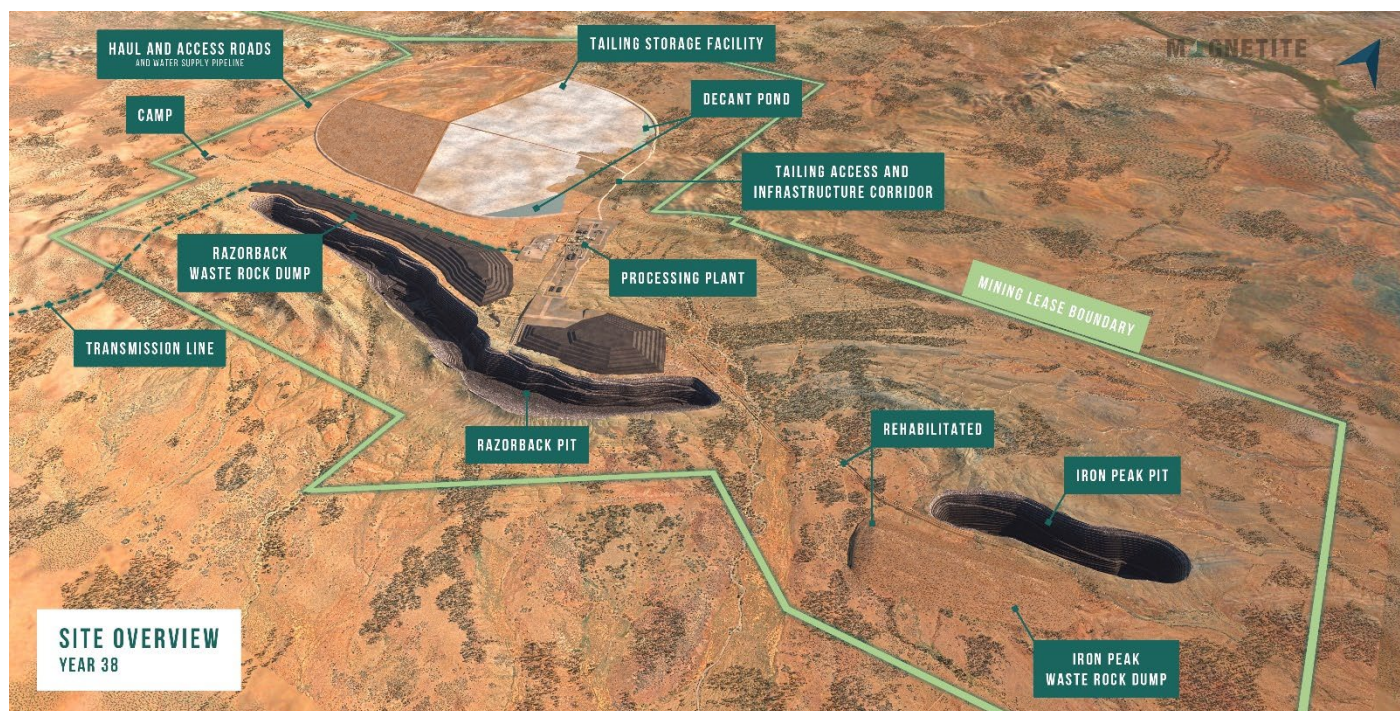 HAUL AND ACCESS ROADS
AND WATER SUPPLY PIPELINE
TAILING STORAGE FACILITY
MAGNETITE
CAMP
DECANT POND
TAILING ACCESS AND
INFRASTRUCTURE CORRIDOR
RAZORBACK
WASTE ROCK DUMP
PROCESSING PLANT
MINING LEASE BOUNDARY
TRANSMISSION LINE
RAZORBACK PIT
REHABILITATED
IRON PEAK PIT
SITE OVERVIEW
YEAR 38
IRON PEAK
WASTE ROCK DUMP